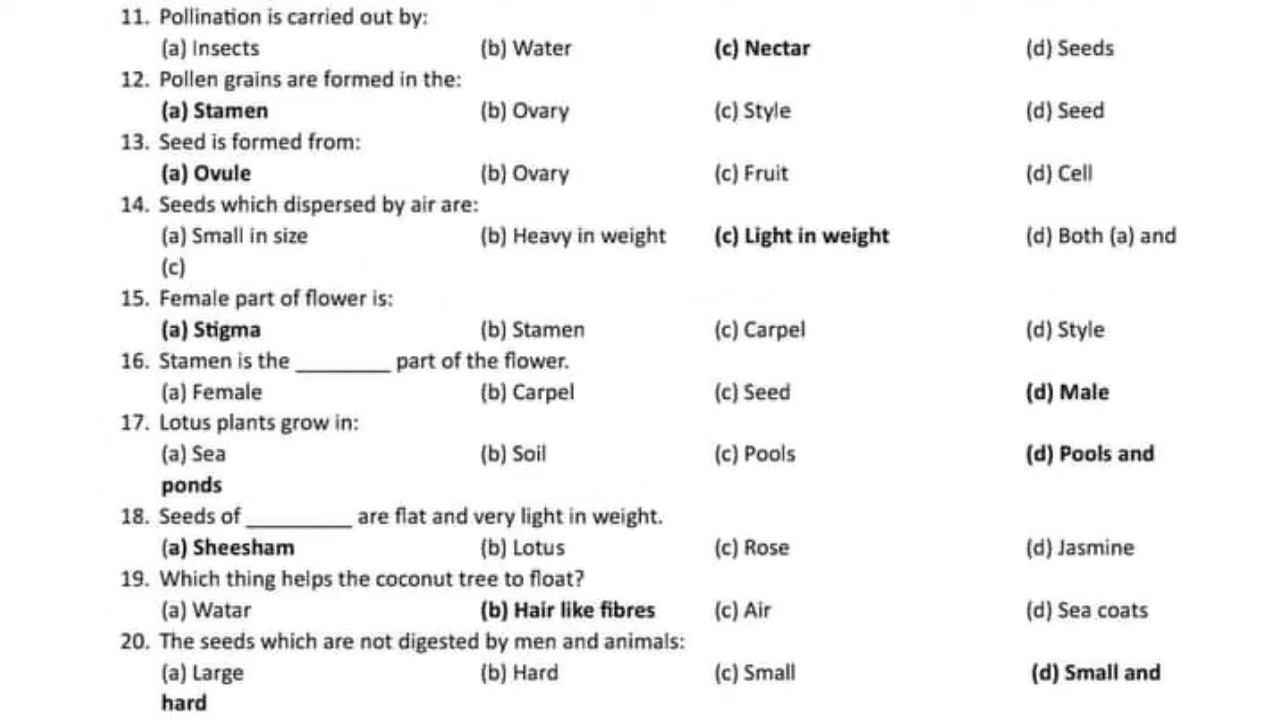 11. Pollination is carried out by:
(a) Insects (b) Water (c) Nectar (d) Seeds
12. Pollen grains are formed in the:
(a) Stamen (b) Ovary (c) Style (d) Seed
13. Seed is formed from:
(a) Ovule (b) Ovary (c) Fruit (d) Cell
14. Seeds which dispersed by air are:
(a) Small in size (b) Heavy in weight (c) Light in weight (d) Both (a) and
(c)
15. Female part of flower is:
(a) Stigma (b) Stamen (c) Carpel (d) Style
16. Stamen is the ________ part of the flower.
(a) Female (b) Carpel (c) Seed (d) Male
17. Lotus plants grow in:
(a) Sea (b) Soil (c) Pools (d) Pools and
ponds
18. Seeds of _________ are flat and very light in weight.
(a) Sheesham (b) Lotus (c) Rose (d) Jasmine
19. Which thing helps the coconut tree to float?
(a) Watar (b) Hair like fibres (c) Air (d) Sea coats
20. The seeds which are not digested by men and animals:
(a) Large (b) Hard (c) Small (d) Small and
hard